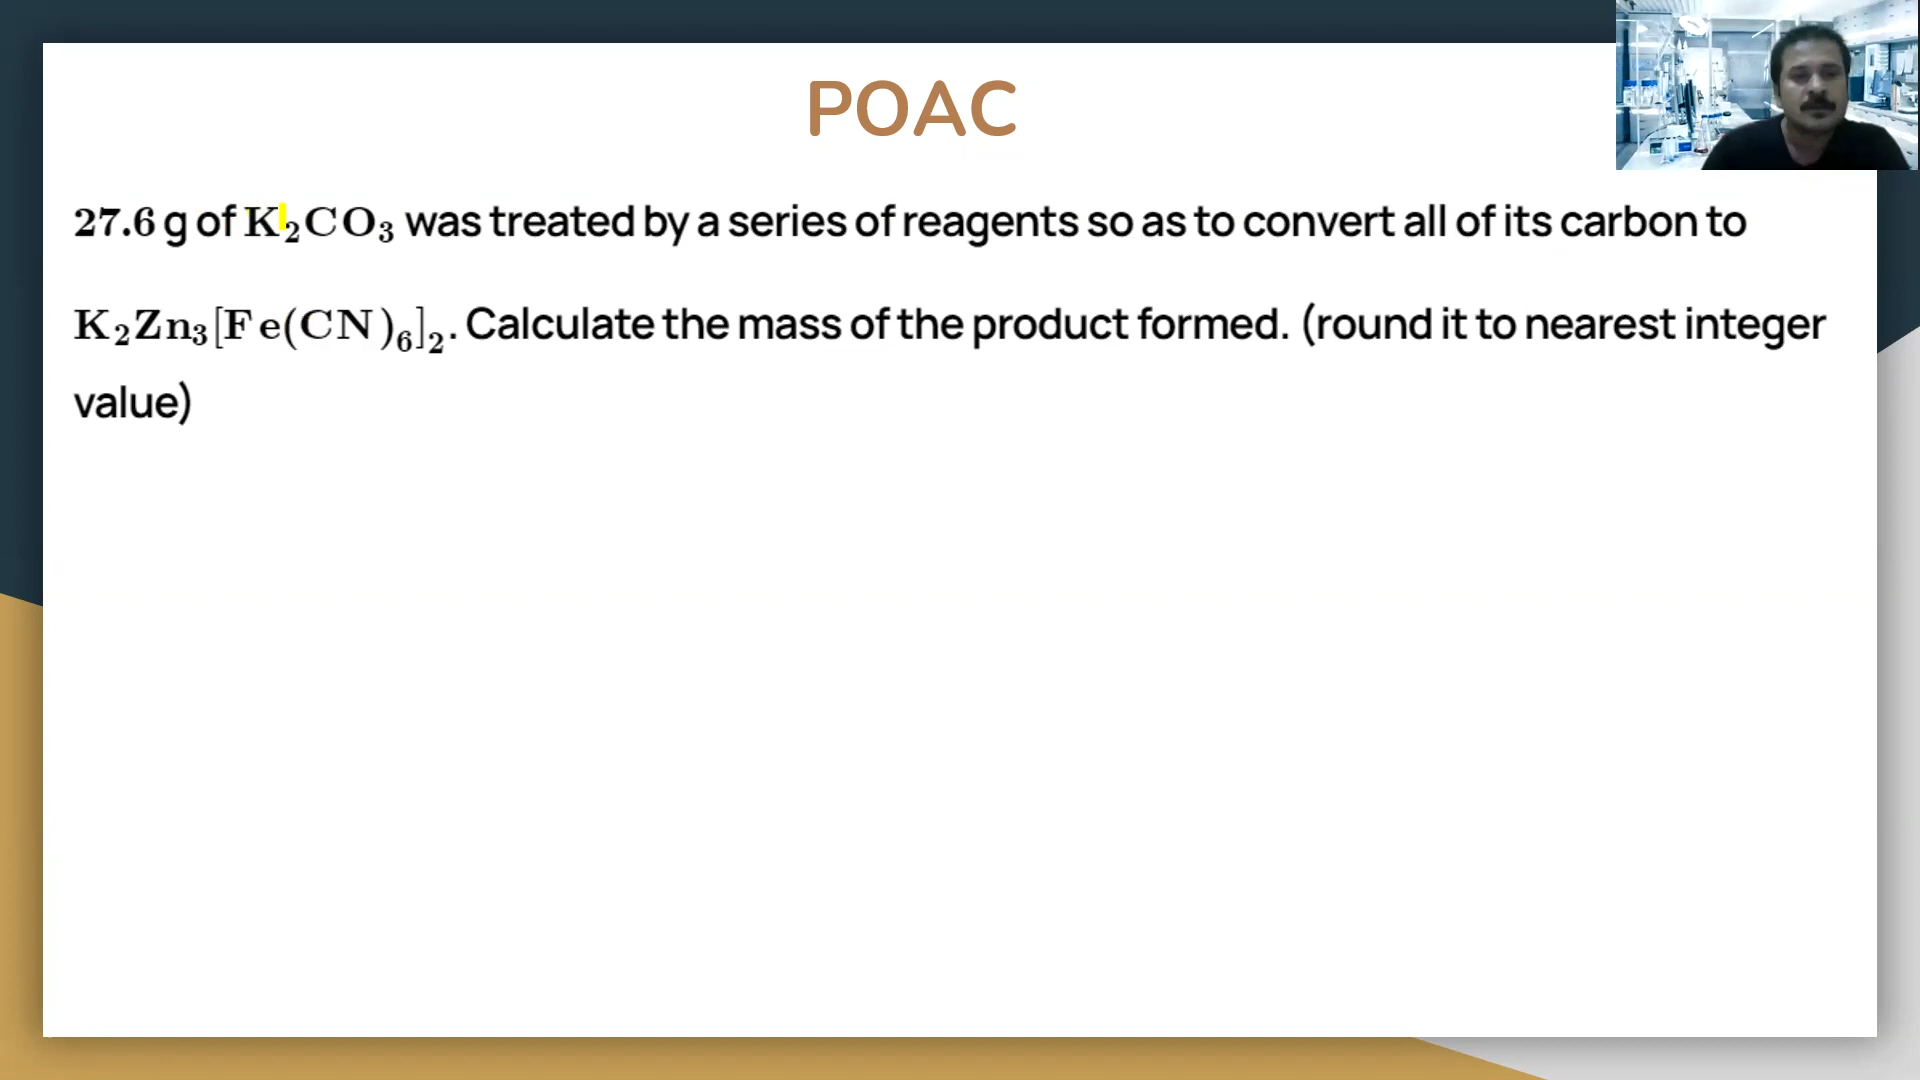 POAC
27.6 g of K₂CO₃ was treated by a series of reagents so as to convert all of its carbon to
K₂Zn₃[Fe(CN)₆]₂. Calculate the mass of the product formed. (round it to nearest integer
value)